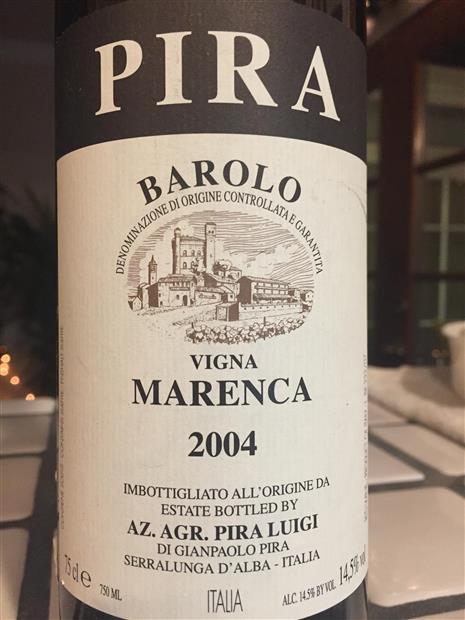 PIRA
BAROLO
DENOMINAZIONE DI ORIGINE CONTROLLATA E GARANTITA
VIGNA
MARENCA
2004
IMBOTTIGLIATO ALL'ORIGINE DA
ESTATE BOTTLED BY
AZ. AGR. PIRA LUIGI
DI GIANPAOLO PIRA
SERRALUNGA D'ALBA - ITALIA
75 cl e
750 ML
ITALIA
ALC. 14.5% BY VOL.
14,5% vol